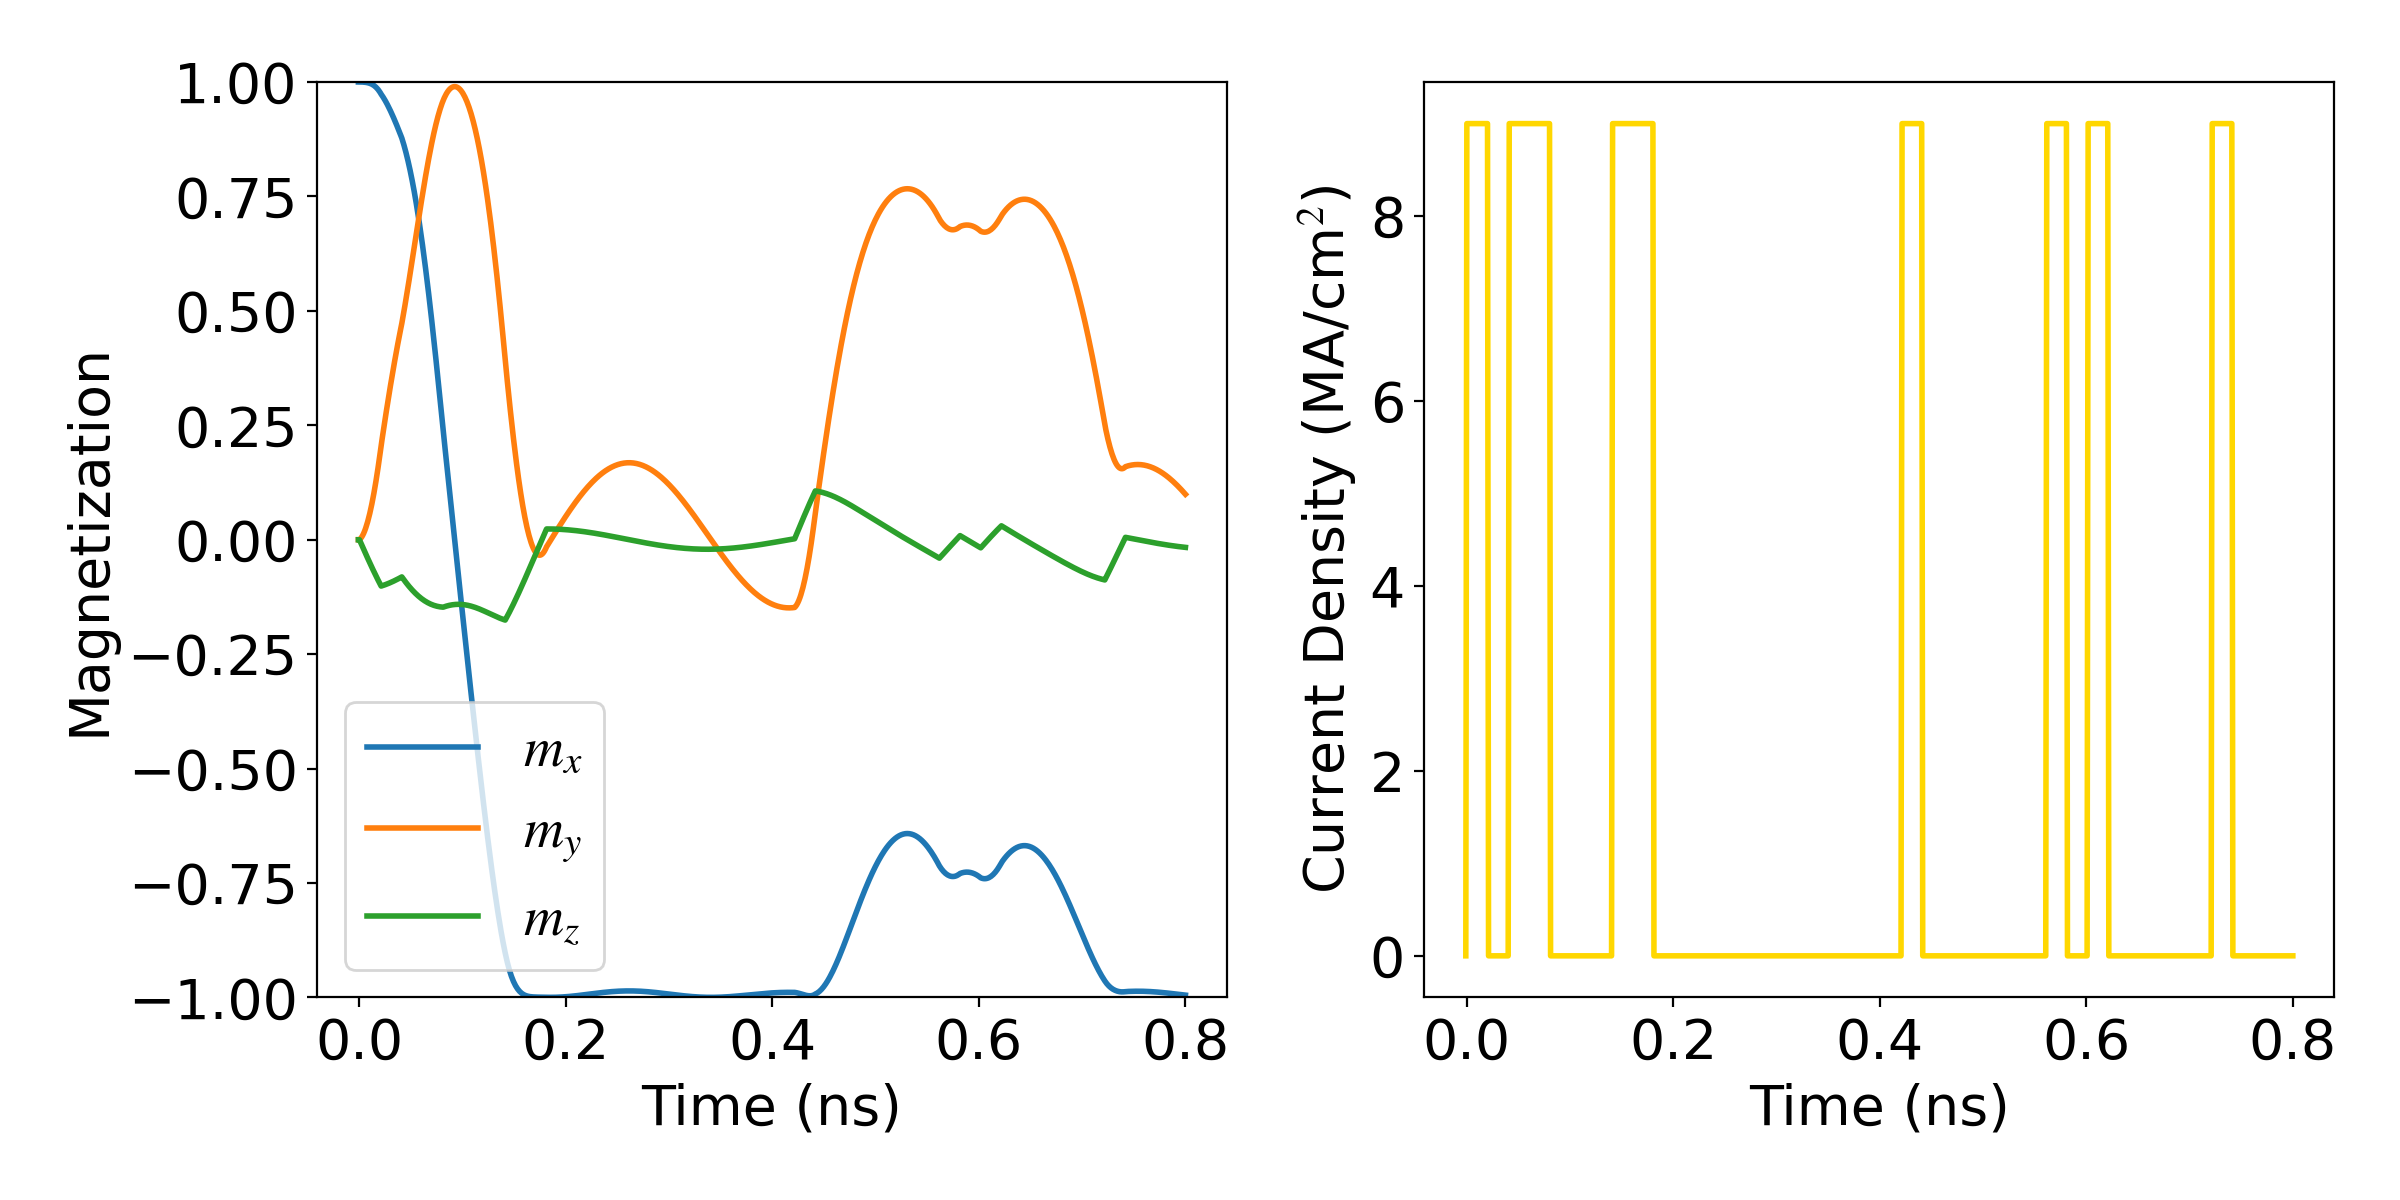 1.00
0.75
0.50
0.25
0.00
−0.25
−0.50
−0.75
−1.00
Magnetization
m_x
m_y
m_z
0.0 0.2 0.4 0.6 0.8
Time (ns)
8
6
4
2
0
Current Density (MA/cm²)
0.0 0.2 0.4 0.6 0.8
Time (ns)